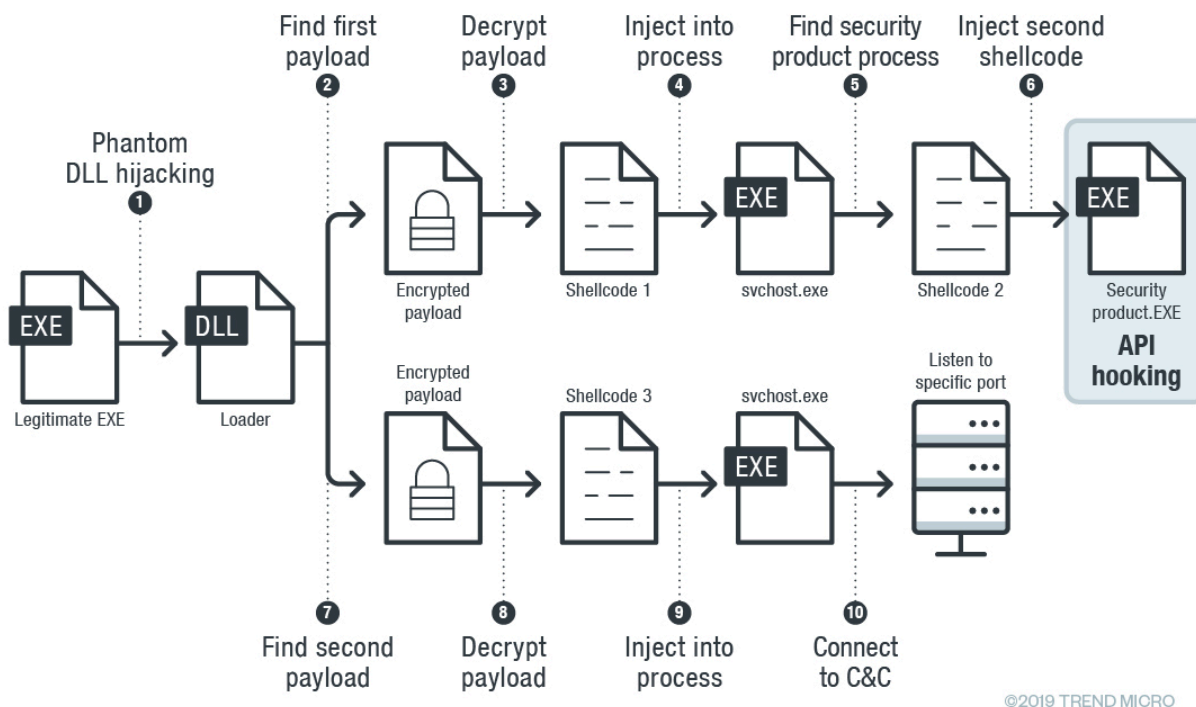 Find first
payload
2
Decrypt
payload
3
Inject into
process
4
Find security
product process
5
Inject second
shellcode
6
Phantom
DLL hijacking
1
EXE
Legitimate EXE
DLL
Loader
Encrypted
payload
Shellcode 1
EXE
svchost.exe
Shellcode 2
EXE
Security
product.EXE
API
hooking
Encrypted
payload
Shellcode 3
svchost.exe
EXE
Listen to
specific port
7
Find second
payload
8
Decrypt
payload
9
Inject into
process
10
Connect
to C&C
©2019 TREND MICRO